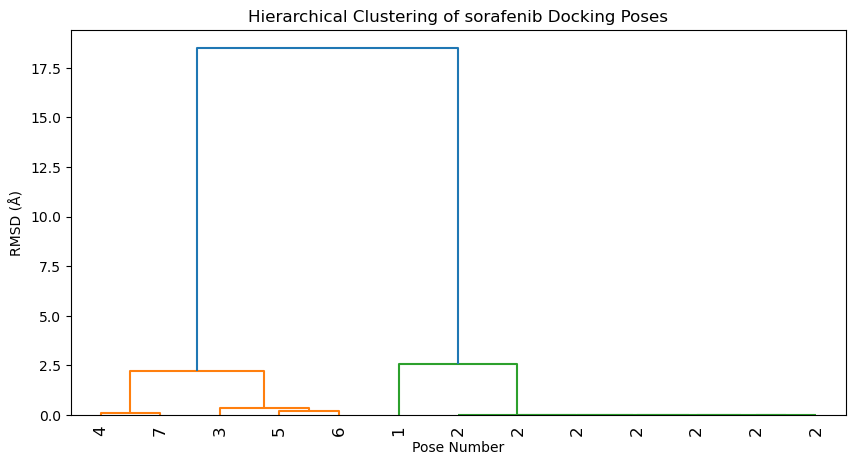 Hierarchical Clustering of sorafenib Docking Poses
RMSD (Å)
17.5
15.0
12.5
10.0
7.5
5.0
2.5
0.0
4 7 3 5 6 1 2 2 2 2 2 2 2
Pose Number